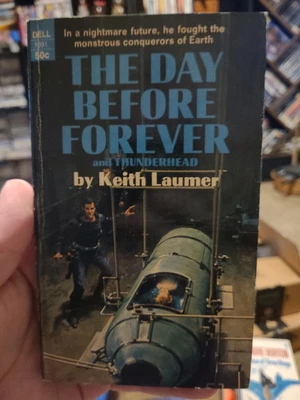 DELL
50c
In a nightmare future, he fought the
monstrous conquerors of Earth
THE DAY
BEFORE
FOREVER
and THUNDERHEAD
by Keith Laumer